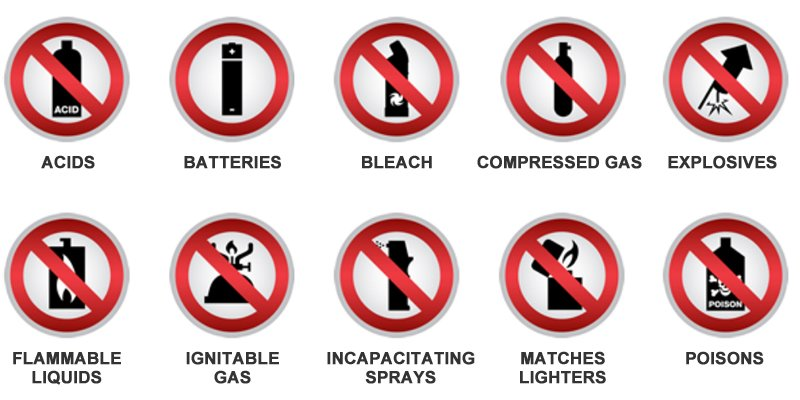 ACID
ACIDS
BATTERIES
BLEACH
COMPRESSED GAS
EXPLOSIVES
POISON
FLAMMABLE
LIQUIDS
IGNITABLE
GAS
INCAPACITATING
SPRAYS
MATCHES
LIGHTERS
POISONS